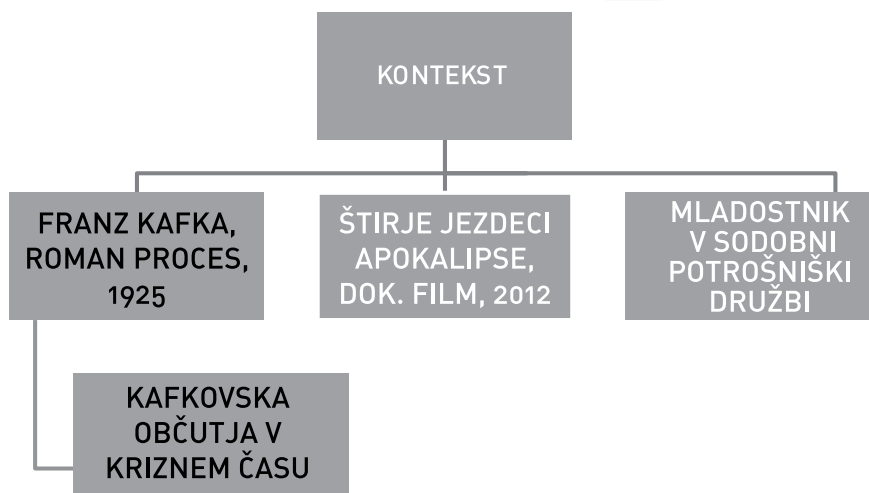 KONTEKST
FRANZ KAFKA,
ROMAN PROCES,
1925
ŠTIRJE JEZDECI
APOKALIPSE,
DOK. FILM, 2012
MLADOSTNIK
V SODOBNI
POTROŠNIŠKI
DRUŽBI
KAFKOVSKA
OBČUTJA V
KRIZNEM ČASU